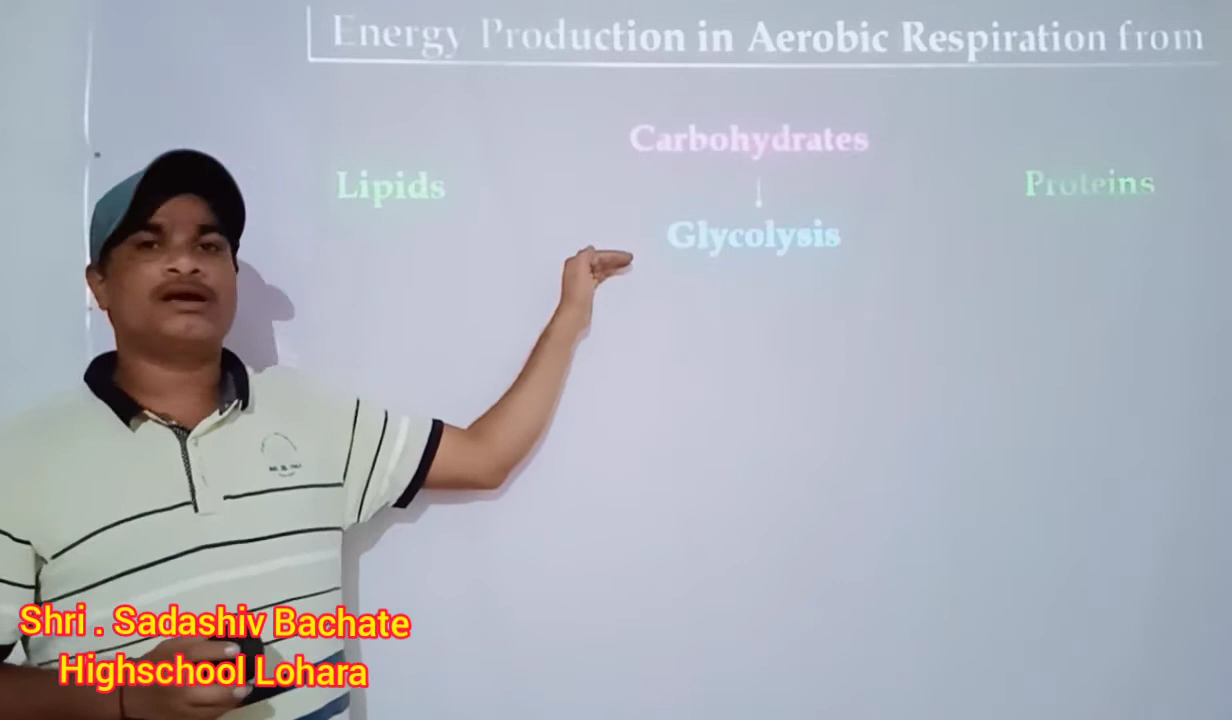 Energy Production in Aerobic Respiration from
Carbohydrates
Lipids
Proteins
Glycolysis
Shri . Sadashiv Bachate
Highschool Lohara